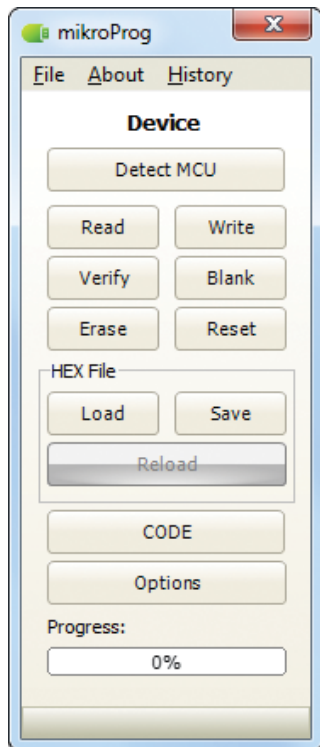 mikroProg
File About History
Device
Detect MCU
Read Write
Verify Blank
Erase Reset
HEX File
Load Save
Reload
CODE
Options
Progress:
0%